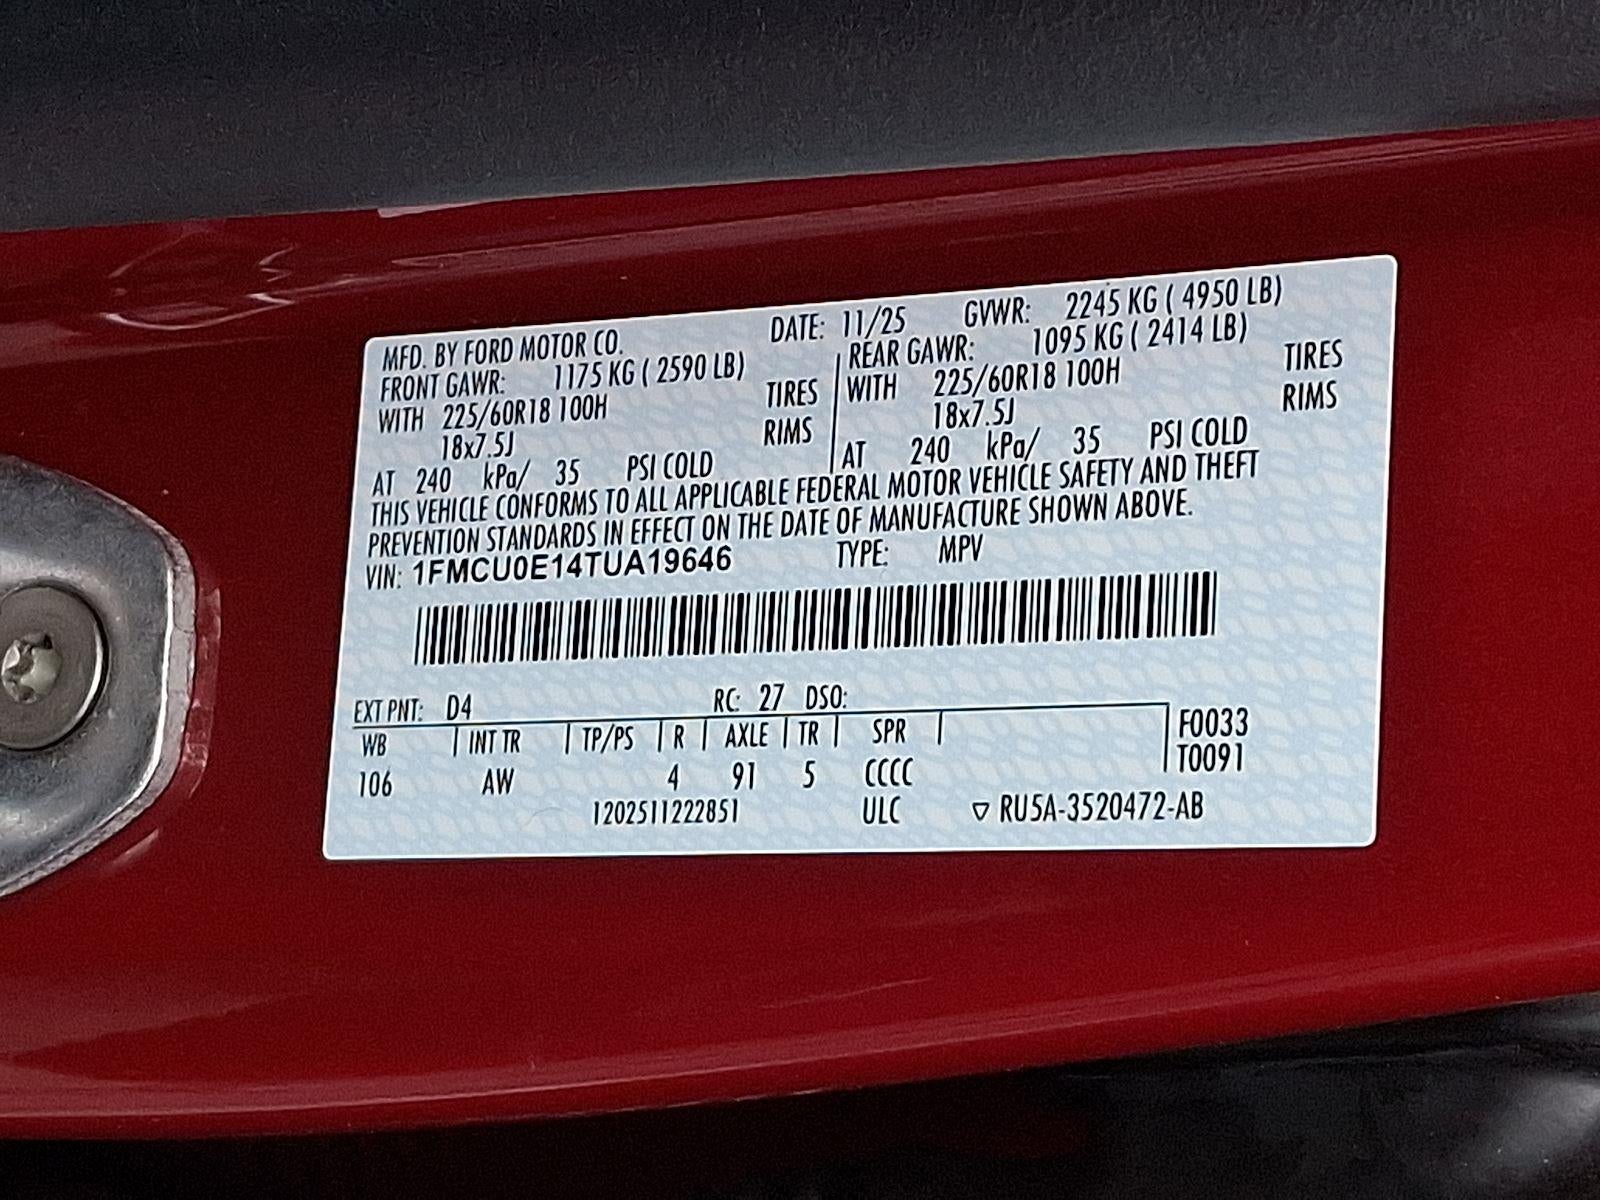 MFD. BY FORD MOTOR CO. DATE: 11/25 GVWR: 2245 KG ( 4950 LB)
FRONT GAWR: 1175 KG ( 2590 LB) REAR GAWR: 1095 KG ( 2414 LB)
WITH 225/60R18 100H TIRES WITH 225/60R18 100H TIRES
18x7.5J RIMS 18x7.5J RIMS
AT 240 kPa/ 35 PSI COLD AT 240 kPa/ 35 PSI COLD
THIS VEHICLE CONFORMS TO ALL APPLICABLE FEDERAL MOTOR VEHICLE SAFETY AND THEFT
PREVENTION STANDARDS IN EFFECT ON THE DATE OF MANUFACTURE SHOWN ABOVE.
VIN: 1FMCU0E14TUA19646 TYPE: MPV
EXT PNT: D4 RC: 27 DSO:
WB INT TR TP/PS R AXLE TR SPR F0033
106 AW 4 91 5 CCCC T0091
1202511222851 ULC ▽ RU5A-3520472-AB